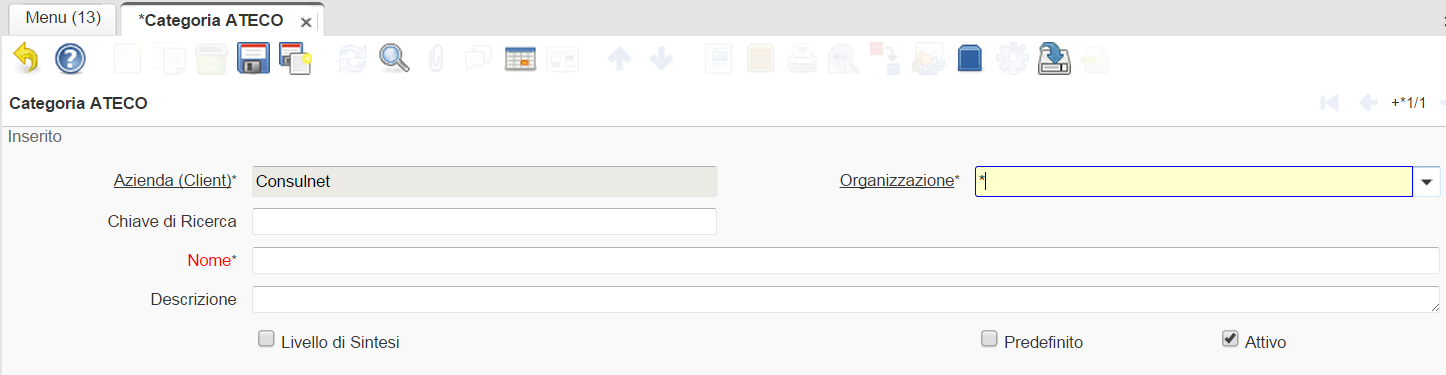 Menu (13)
*Categoria ATECO
Categoria ATECO
+*1/1
Inserito
Azienda (Client)* Consulnet Organizzazione* *
Chiave di Ricerca
Nome*
Descrizione
Livello di Sintesi Predefinito Attivo